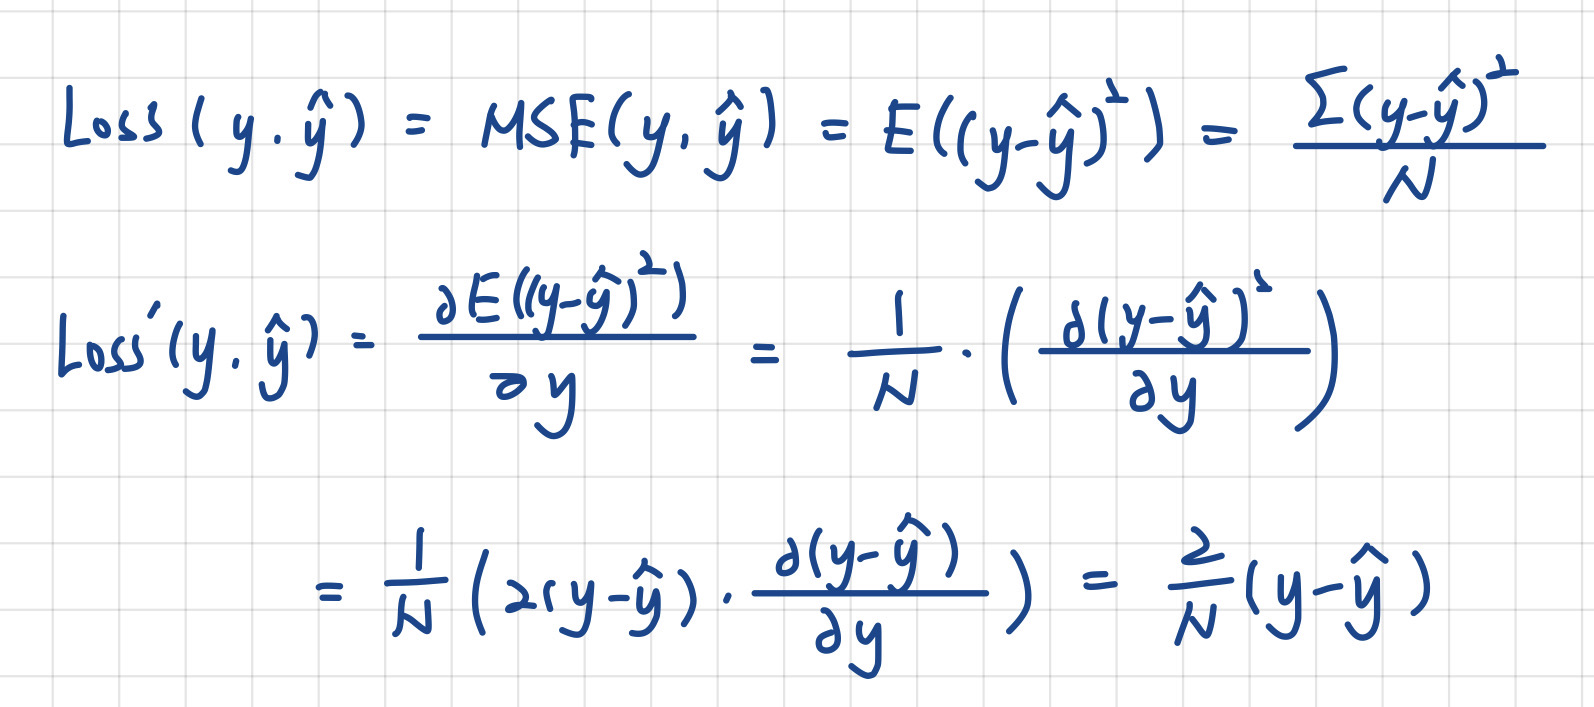 Loss(y, ŷ) = MSE(y, ŷ) = E((y-ŷ)²) = Σ(y-ŷ)² / N
Loss'(y, ŷ) = ∂E((y-ŷ)²) / ∂y = 1/N · (∂(y-ŷ)² / ∂y)
= 1/N (2(y-ŷ) · ∂(y-ŷ) / ∂y) = 2/N (y-ŷ)